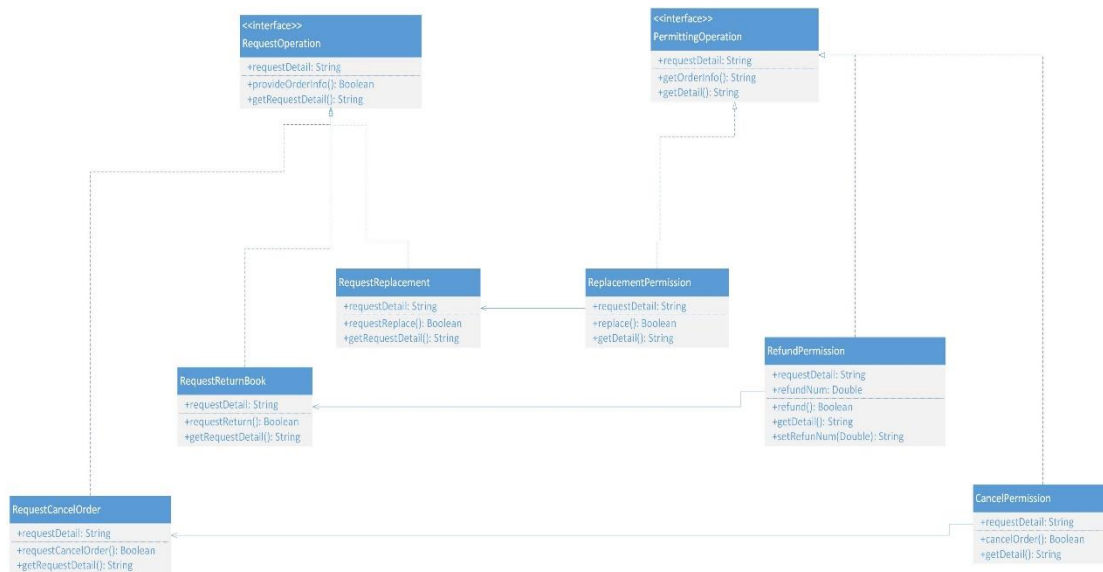 <<interface>>
RequestOperation
+requestDetail: String
+provideOrderInfo(): Boolean
+getRequestDetail(): String
<<interface>>
PermittingOperation
+requestDetail: String
+getOrderInfo(): String
+getDetail(): String
RequestReplacement
+requestDetail: String
+requestReplace(): Boolean
+getRequestDetail(): String
ReplacementPermission
+requestDetail: String
+replace(): Boolean
+getDetail(): String
RefundPermission
+requestDetail: String
+refundNum: Double
+refund(): Boolean
+getDetail(): String
+setRefunNum(Double): String
RequestReturnBook
+requestDetail: String
+requestReturn(): Boolean
+getRequestDetail(): String
RequestCancelOrder
+requestDetail: String
+requestCancelOrder(): Boolean
+getRequestDetail(): String
CancelPermission
+requestDetail: String
+cancelOrder(): Boolean
+getDetail(): String